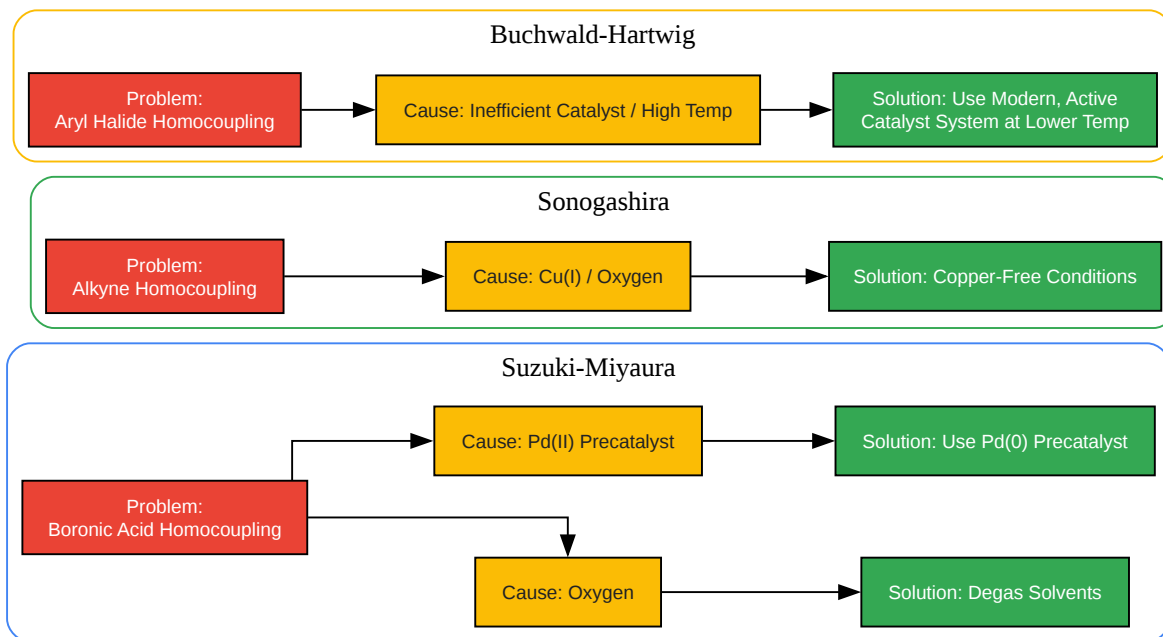 Buchwald-Hartwig
Problem:
Aryl Halide Homocoupling
Cause: Inefficient Catalyst / High Temp
Solution: Use Modern, Active
Catalyst System at Lower Temp
Sonogashira
Problem:
Alkyne Homocoupling
Cause: Cu(I) / Oxygen
Solution: Copper-Free Conditions
Suzuki-Miyaura
Problem:
Boronic Acid Homocoupling
Cause: Pd(II) Precatalyst
Solution: Use Pd(0) Precatalyst
Cause: Oxygen
Solution: Degas Solvents